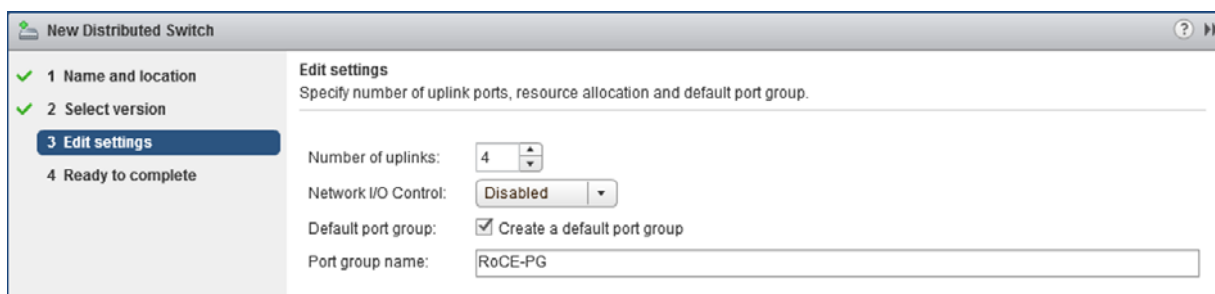 New Distributed Switch
?
1 Name and location
2 Select version
3 Edit settings
4 Ready to complete
Edit settings
Specify number of uplink ports, resource allocation and default port group.
Number of uplinks: 4
Network I/O Control: Disabled
Default port group: Create a default port group
Port group name: RoCE-PG